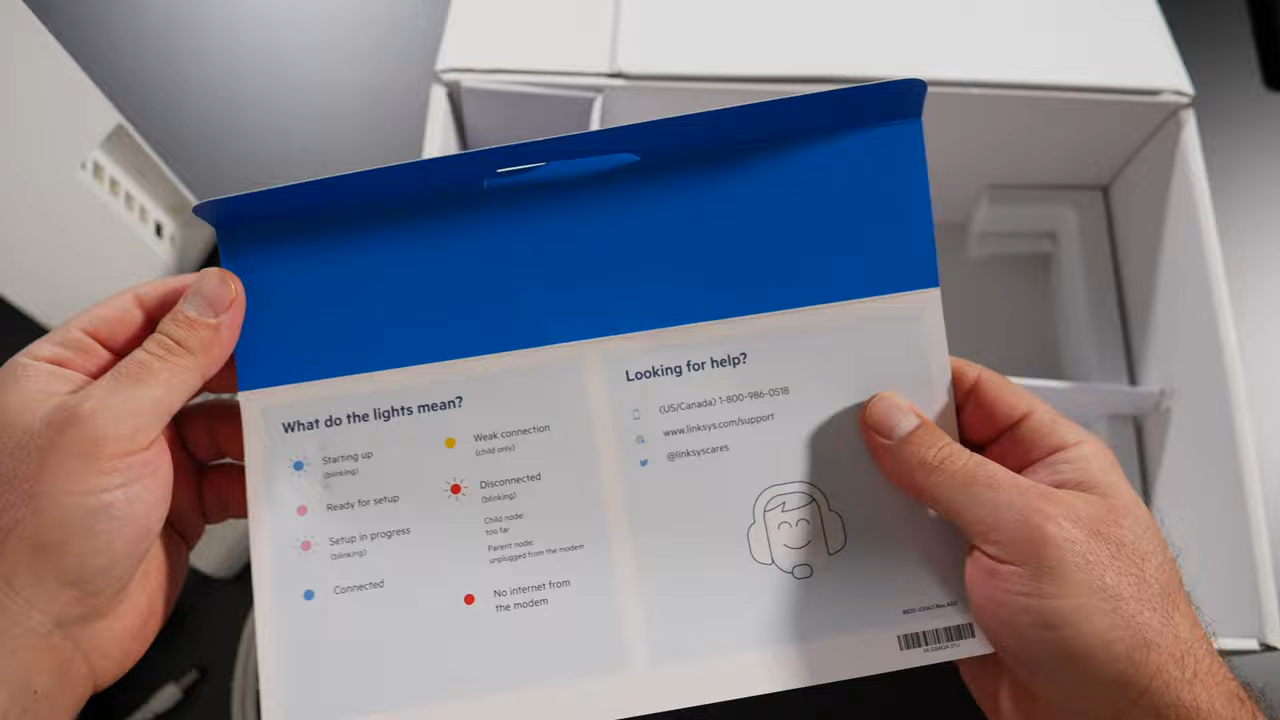 What do the lights mean?
Starting up
(blinking)
Ready for setup
Setup in progress
(blinking)
Connected
Weak connection
(child only)
Disconnected
(blinking)
Child node:
too far
Parent node:
unplugged from the modem
No internet from
the modem
Looking for help?
(US/Canada) 1-800-986-0518
www.linksys.com/support
@linksyscares